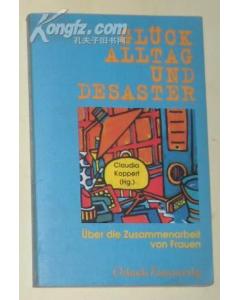 Kongfz.com
孔夫子旧书网
GLÜCK
ALLTAG
UND
DESASTER
Claudia
Koppert
(Hg.)
Über die Zusammenarbeit
von Frauen
Orlanda Frauenverlag